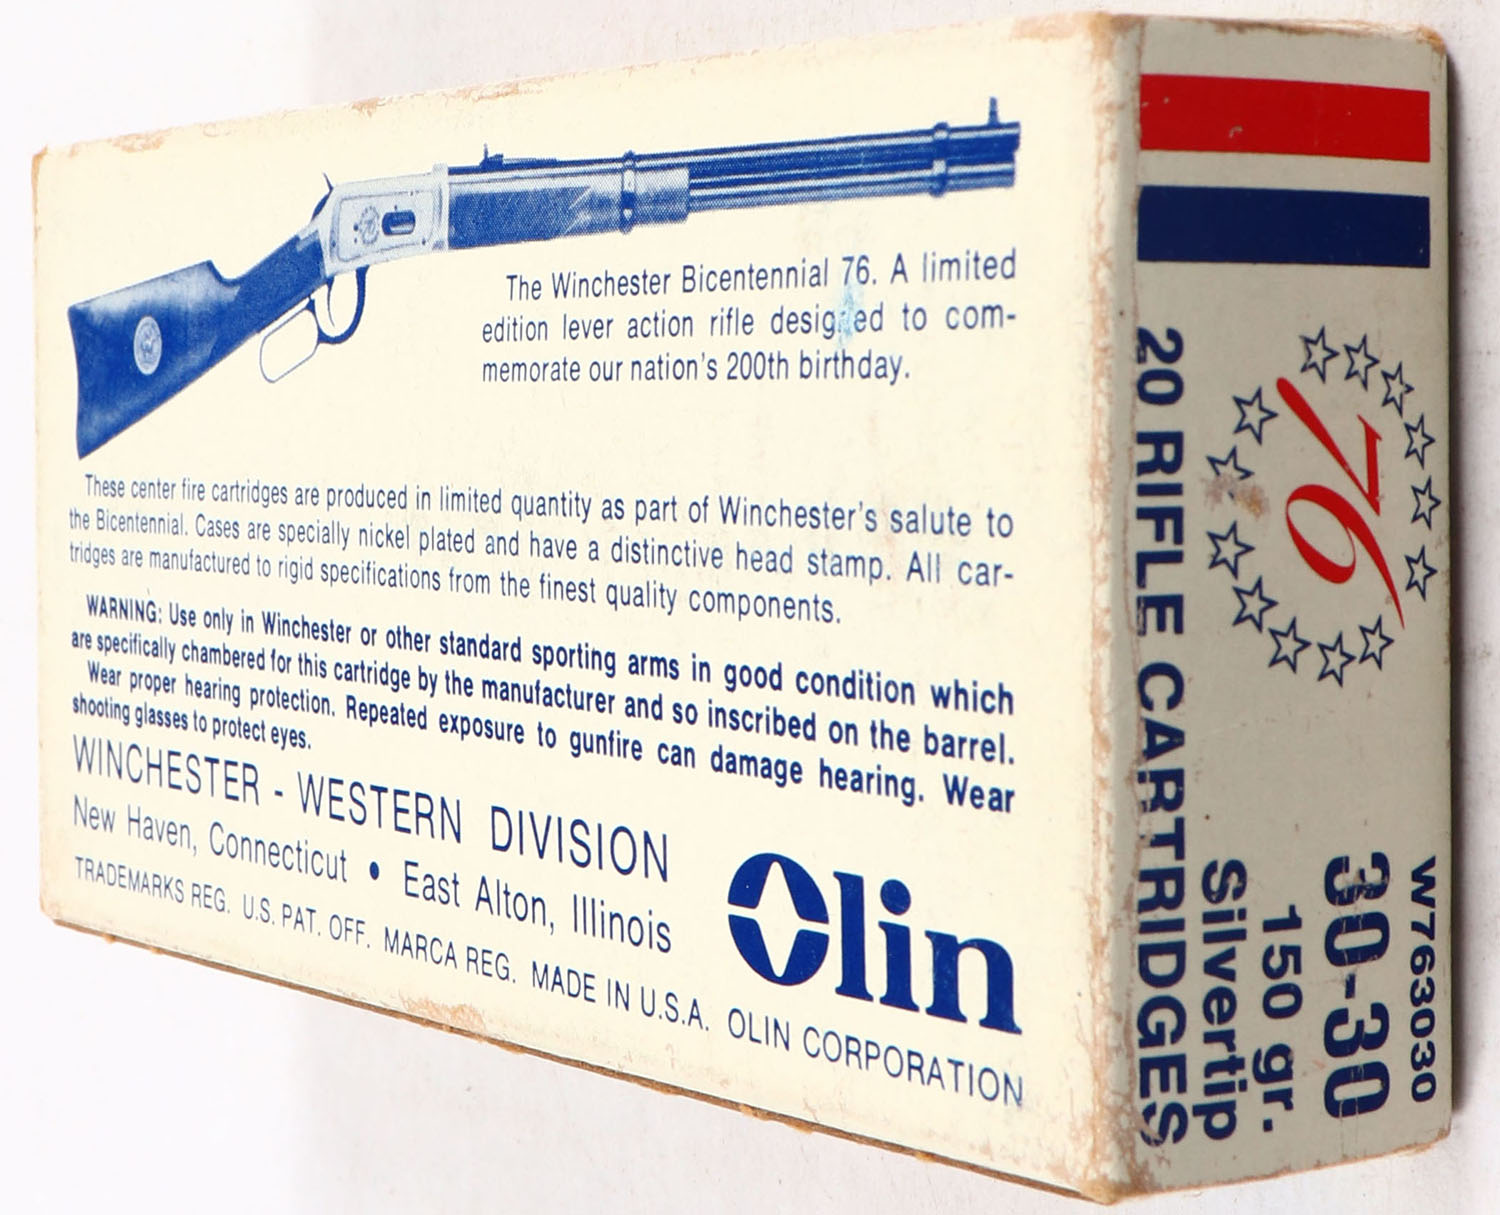 The Winchester Bicentennial 76. A limited
edition lever action rifle designed to com-
memorate our nation's 200th birthday.
These center fire cartridges are produced in limited quantity as part of Winchester's salute to
the Bicentennial. Cases are specially nickel plated and have a distinctive head stamp. All car-
tridges are manufactured to rigid specifications from the finest quality components.
WARNING: Use only in Winchester or other standard sporting arms in good condition which
are specifically chambered for this cartridge by the manufacturer and so inscribed on the barrel.
Wear proper hearing protection. Repeated exposure to gunfire can damage hearing. Wear
shooting glasses to protect eyes.
WINCHESTER - WESTERN DIVISION
New Haven, Connecticut • East Alton, Illinois
Olin
TRADEMARKS REG. U.S. PAT. OFF. MARCA REG. MADE IN U.S.A. OLIN CORPORATION
76
W763030
30-30
150 gr.
Silvertip
20 RIFLE CARTRIDGES